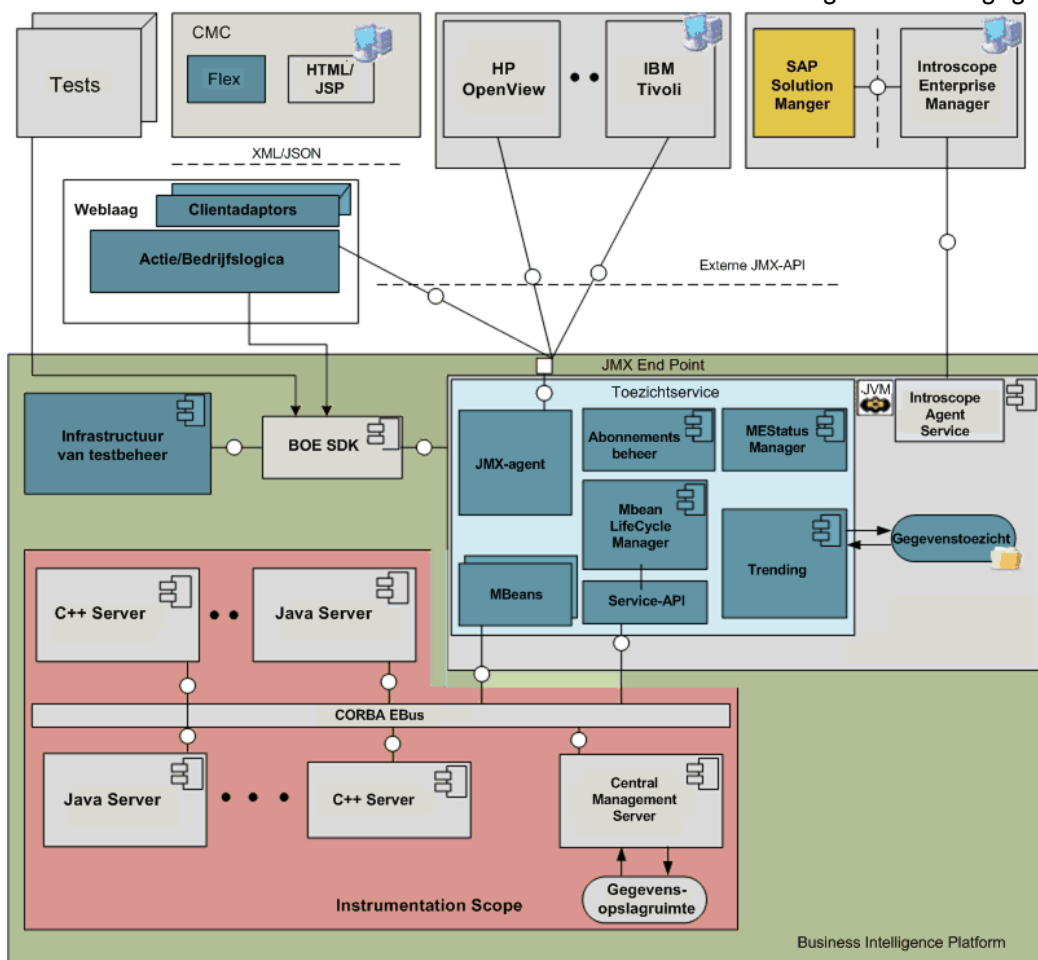 Tests
CMC
Flex
HTML/
JSP
HP
OpenView
IBM
Tivoli
SAP
Solution
Manger
Introscope
Enterprise
Manager
XML/JSON
Weblaag
Clientadaptors
Actie/Bedrijfslogica
Externe JMX-API
JMX End Point
Infrastructuur
van testbeheer
BOE SDK
Toezichtservice
JVM
Introscope
Agent
Service
JMX-agent
Abonnements
beheer
MEStatus
Manager
Mbean
LifeCycle
Manager
Trending
Gegevenstoezicht
MBeans
Service-API
C++ Server
Java Server
CORBA EBus
Java Server
C++ Server
Central
Management
Server
Gegevens-
opslagruimte
Instrumentation Scope
Business Intelligence Platform